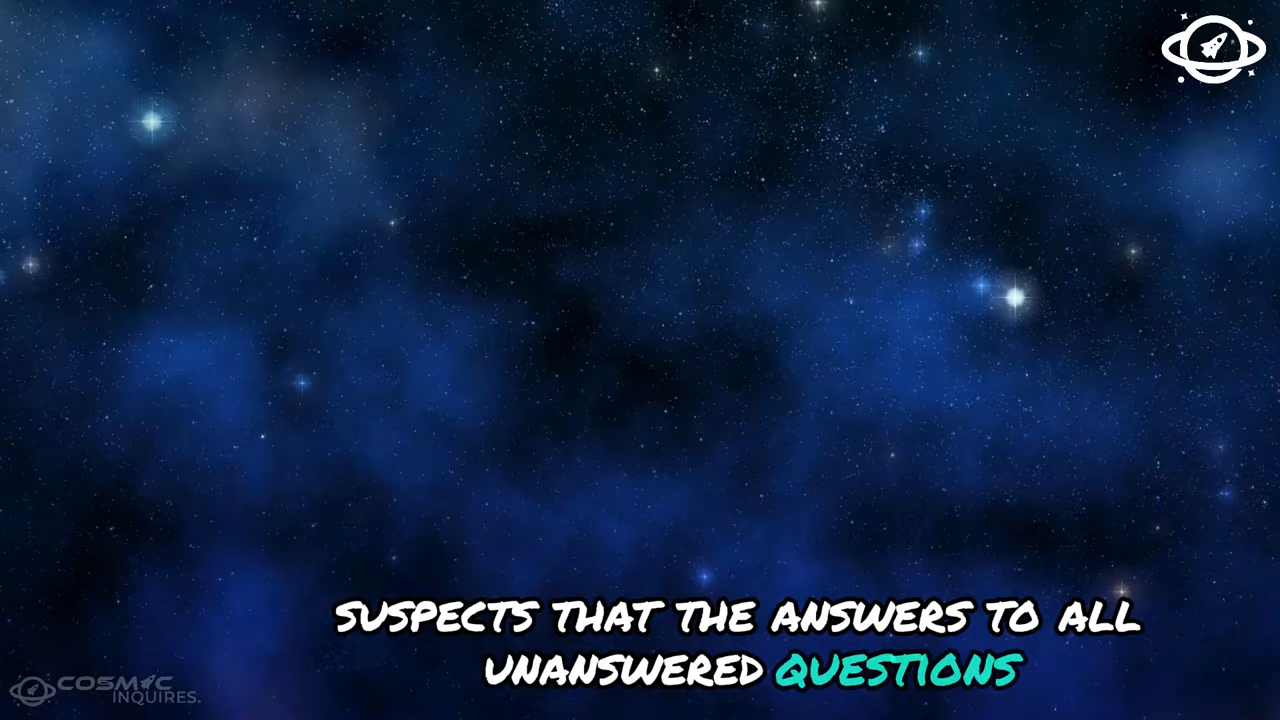 SUSPECTS THAT THE ANSWERS TO ALL
UNANSWERED QUESTIONS
COSMIC
INQUIRES.